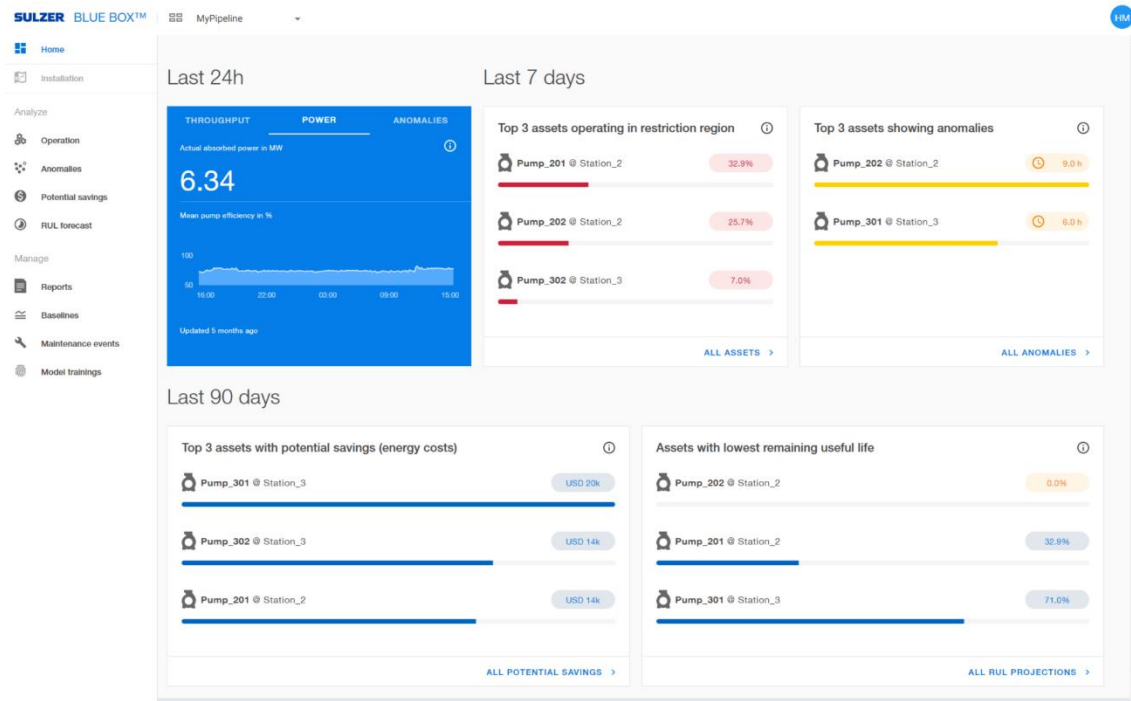 SULZER BLUE BOX™ MyPipeline HM
Home
Installation
Analyze
Operation
Anomalies
Potential savings
RUL forecast
Manage
Reports
Baselines
Maintenance events
Model trainings
Last 24h
THROUGHPUT POWER ANOMALIES
Actual absorbed power in MW
6.34
Mean pump efficiency in %
100
50
16:00 22:00 03:00 09:00 15:00
Updated 5 months ago
Last 7 days
Top 3 assets operating in restriction region
Pump_201 @ Station_2 32.9%
Pump_202 @ Station_2 25.7%
Pump_302 @ Station_3 7.0%
ALL ASSETS >
Top 3 assets showing anomalies
Pump_202 @ Station_2 9.0 h
Pump_301 @ Station_3 6.0 h
ALL ANOMALIES >
Last 90 days
Top 3 assets with potential savings (energy costs)
Pump_301 @ Station_3 USD 20k
Pump_302 @ Station_3 USD 14k
Pump_201 @ Station_2 USD 14k
ALL POTENTIAL SAVINGS >
Assets with lowest remaining useful life
Pump_202 @ Station_2 0.0%
Pump_201 @ Station_2 32.9%
Pump_301 @ Station_3 71.0%
ALL RUL PROJECTIONS >